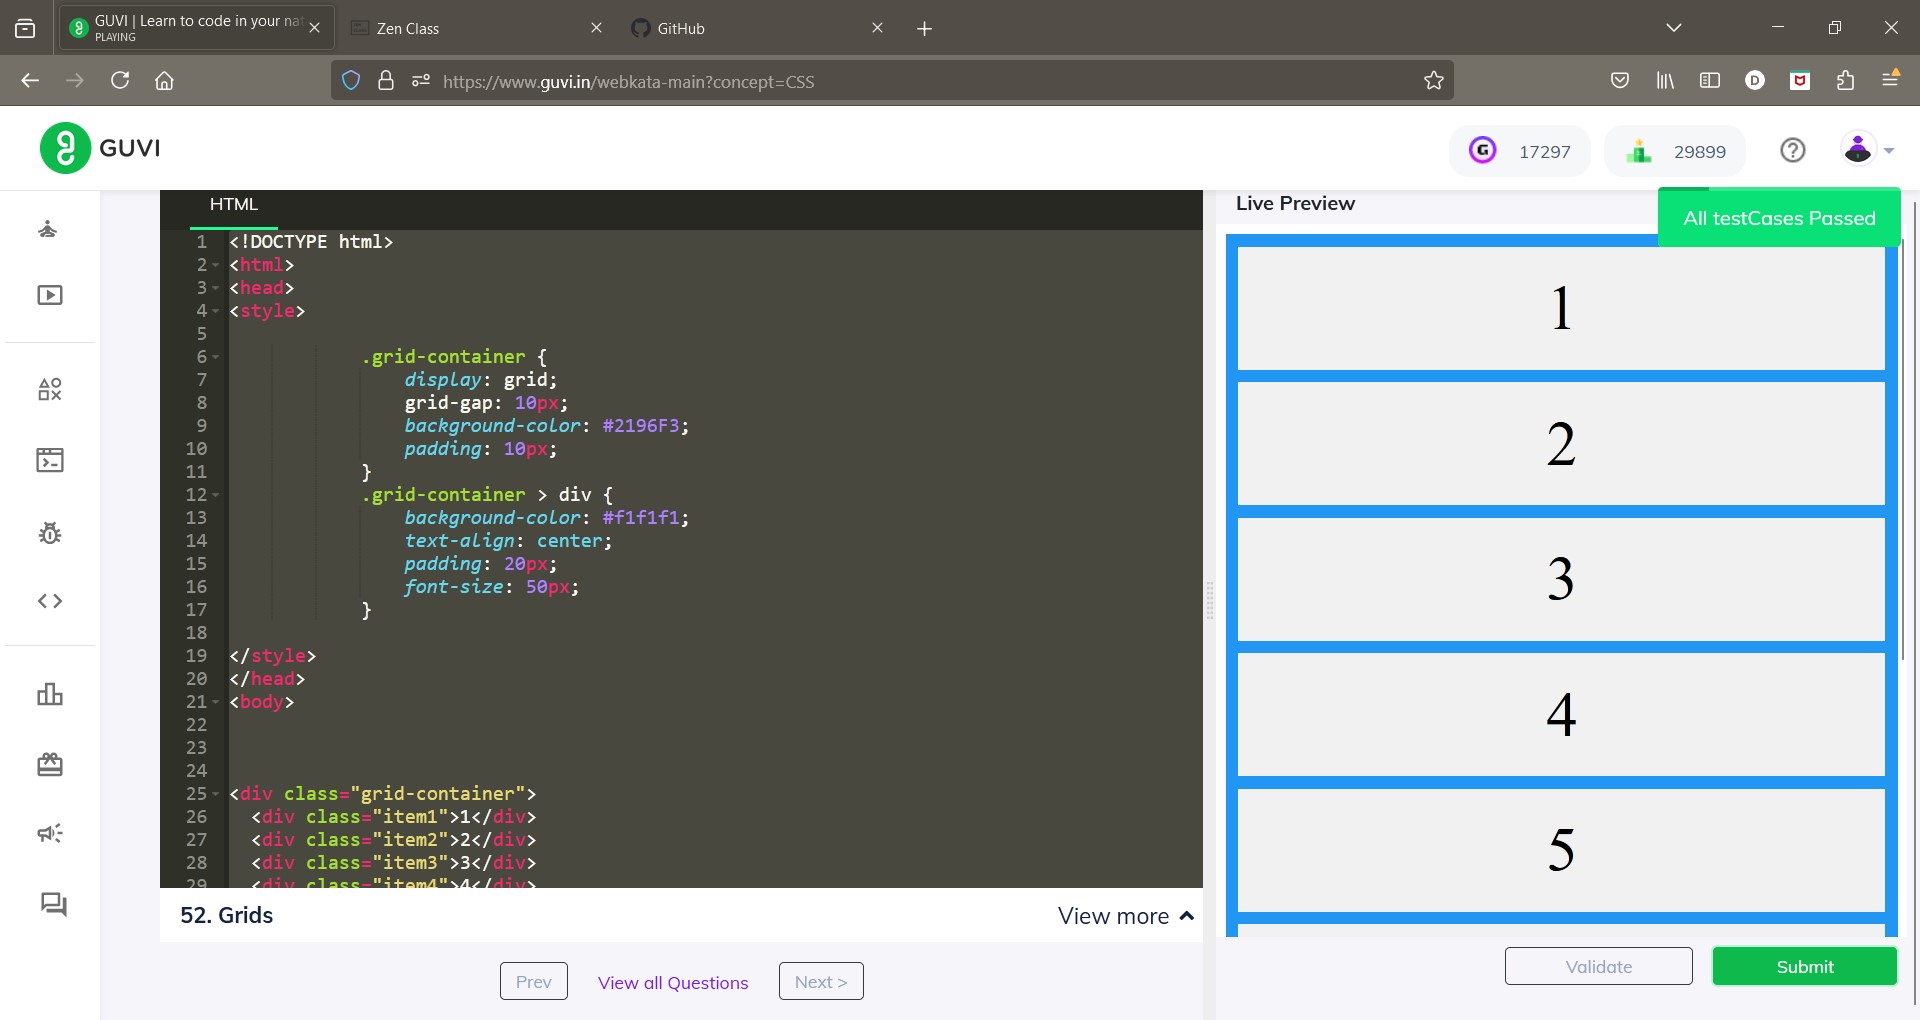 GUVI | Learn to code in your nat
PLAYING
Zen Class
GitHub
https://www.guvi.in/webkata-main?concept=CSS
D
GUVI
G
17297
29899
HTML
Live Preview
All testCases Passed
1 <!DOCTYPE html>
2 <html>
3 <head>
4 <style>
5
6 .grid-container {
7 display: grid;
8 grid-gap: 10px;
9 background-color: #2196F3;
10 padding: 10px;
11 }
12 .grid-container > div {
13 background-color: #f1f1f1;
14 text-align: center;
15 padding: 20px;
16 font-size: 50px;
17 }
18
19 </style>
20 </head>
21 <body>
22
23
24
25 <div class="grid-container">
26 <div class="item1">1</div>
27 <div class="item2">2</div>
28 <div class="item3">3</div>
29 <div class="item4">4</div>
1
2
3
4
5
52. Grids
View more
Prev
View all Questions
Next >
Validate
Submit